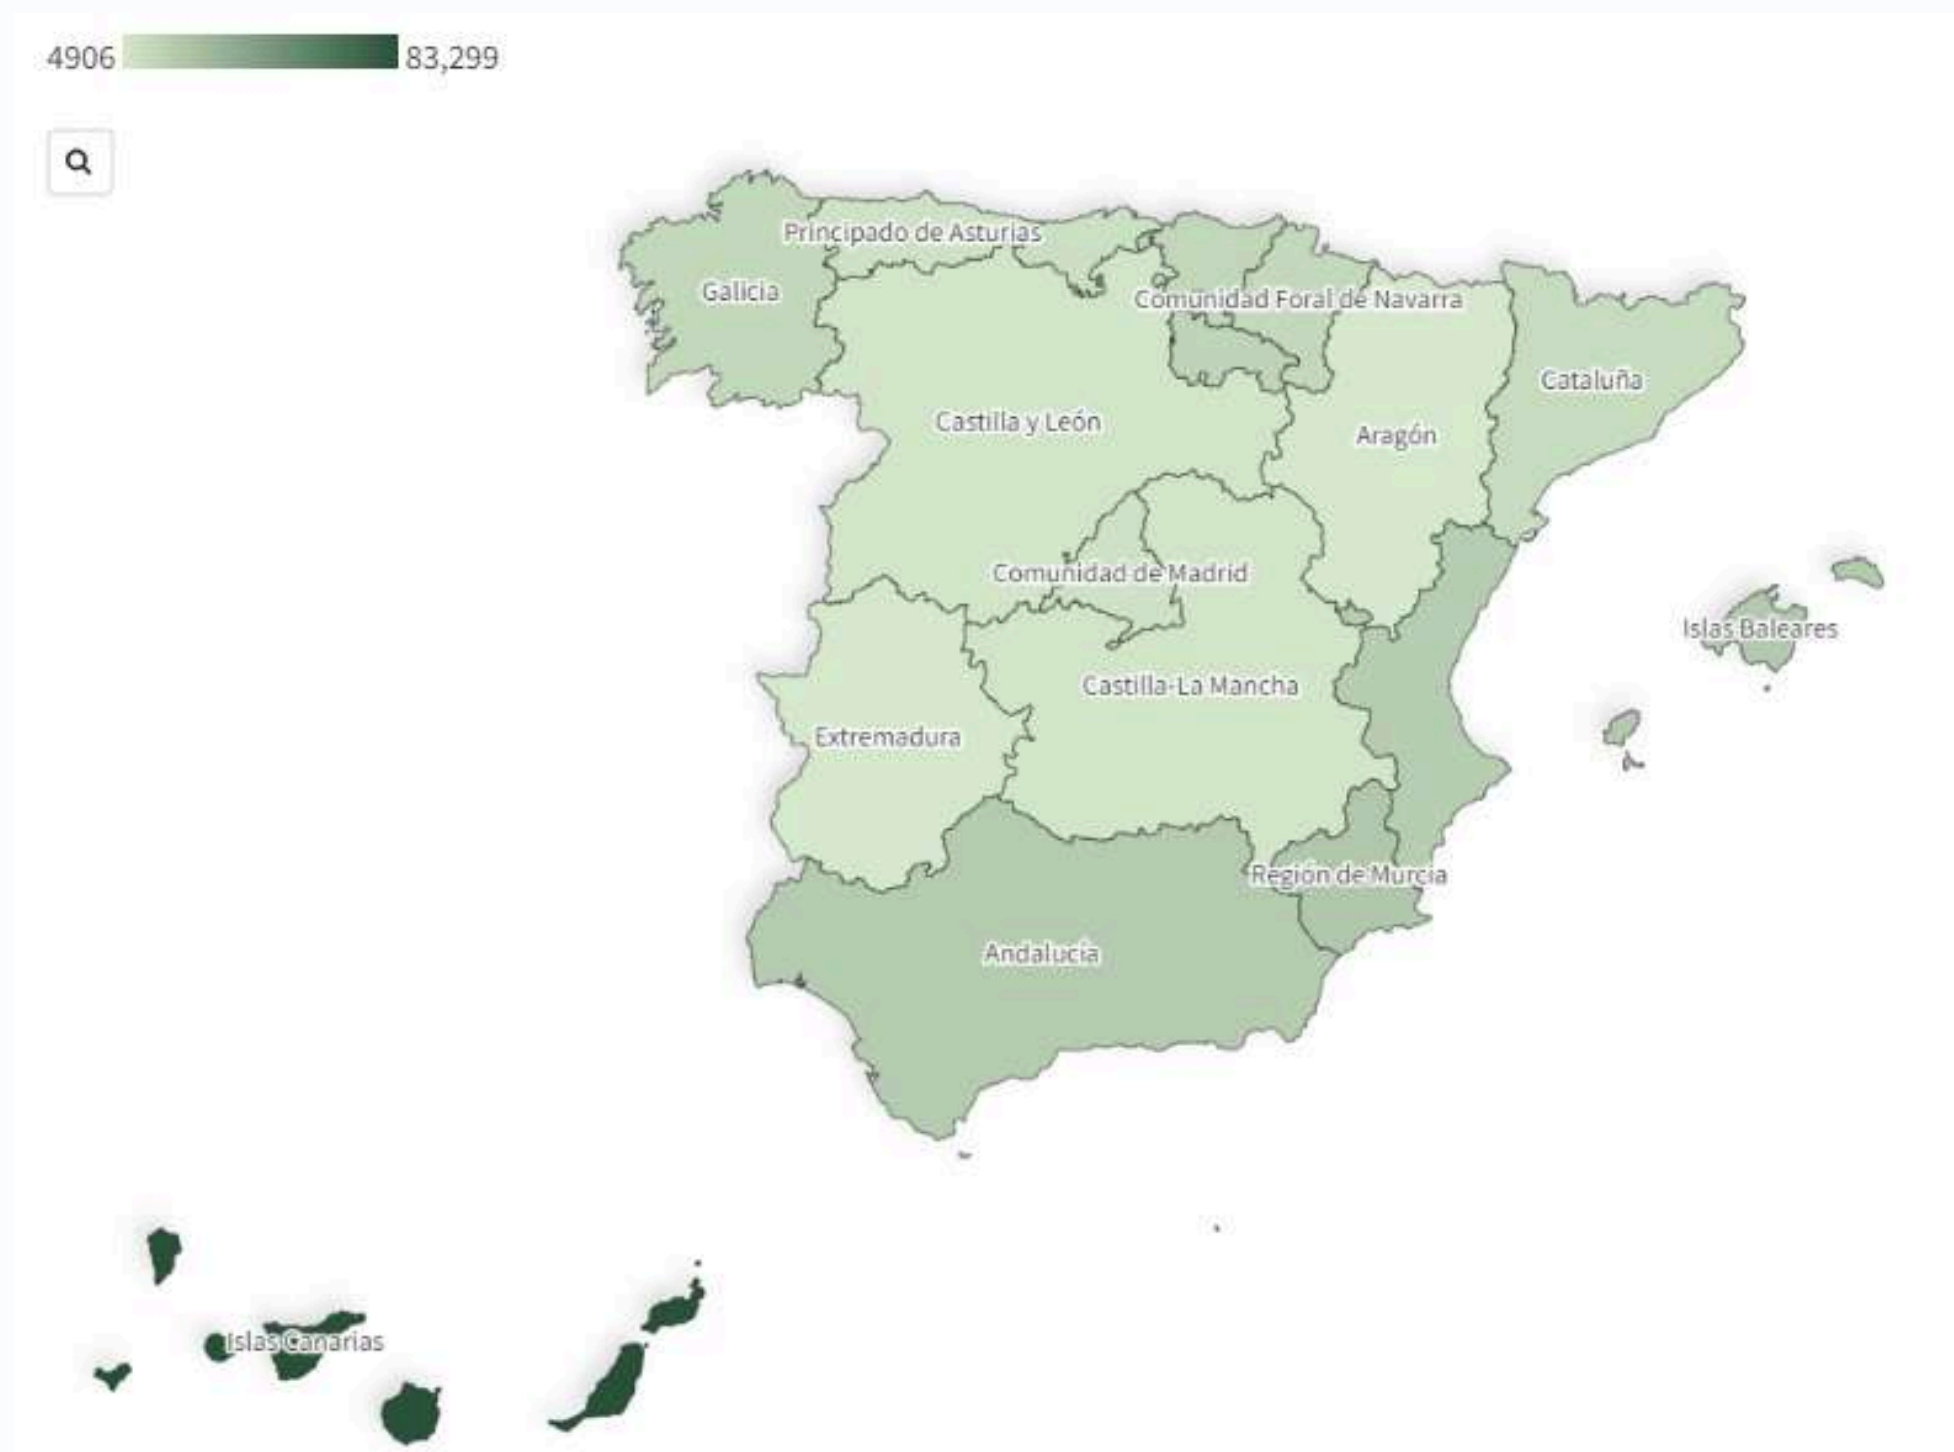 4906 83,299
Principado de Asturias
Galicia
Comunidad Foral de Navarra
Cataluña
Castilla y León
Aragón
Comunidad de Madrid
Islas Baleares
Castilla-La Mancha
Extremadura
Región de Murcia
Andalucía
Islas Canarias